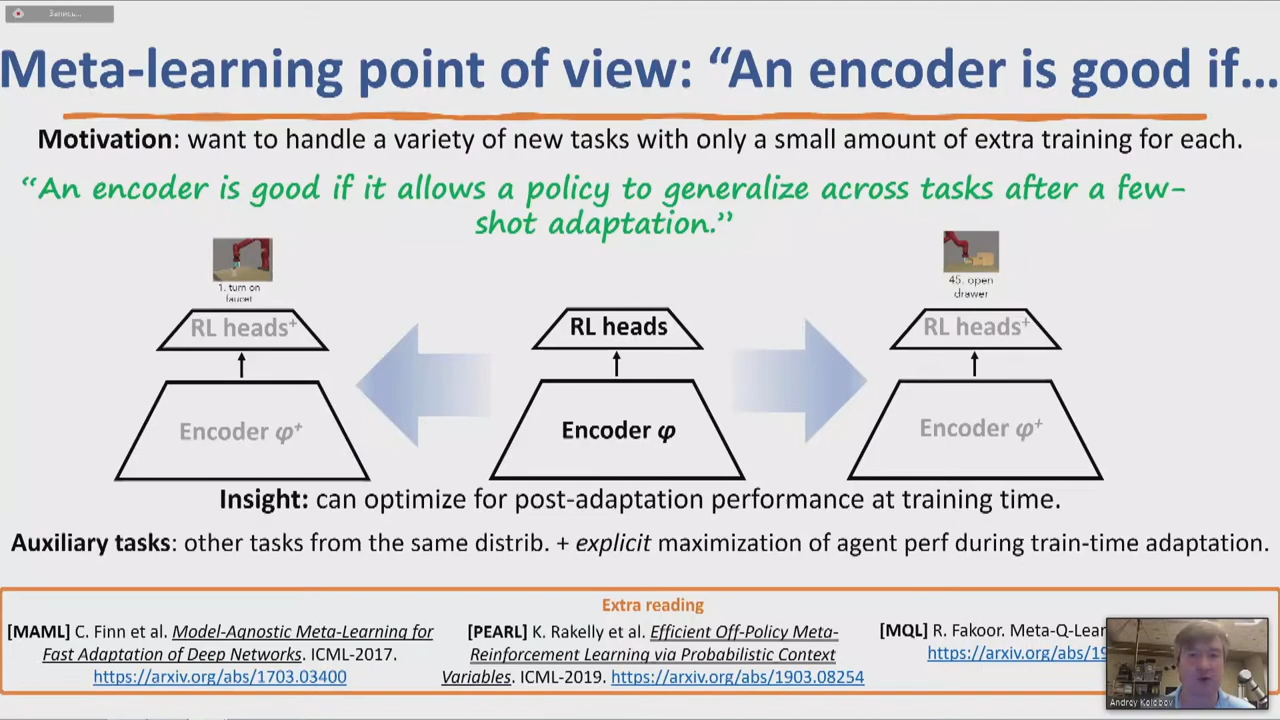 Запись...
Meta-learning point of view: “An encoder is good if...
Motivation: want to handle a variety of new tasks with only a small amount of extra training for each.
“An encoder is good if it allows a policy to generalize across tasks after a few-
shot adaptation.”
1. turn on
faucet
45. open
drawer
RL heads⁺
RL heads
RL heads⁺
Encoder φ⁺
Encoder φ
Encoder φ⁺
Insight: can optimize for post-adaptation performance at training time.
Auxiliary tasks: other tasks from the same distrib. + explicit maximization of agent perf during train-time adaptation.
Extra reading
[MAML] C. Finn et al. Model-Agnostic Meta-Learning for
Fast Adaptation of Deep Networks. ICML-2017.
https://arxiv.org/abs/1703.03400
[PEARL] K. Rakelly et al. Efficient Off-Policy Meta-
Reinforcement Learning via Probabilistic Context
Variables. ICML-2019. https://arxiv.org/abs/1903.08254
[MQL] R. Fakoor. Meta-Q-Lear
https://arxiv.org/abs/19
Andrey Kolobov